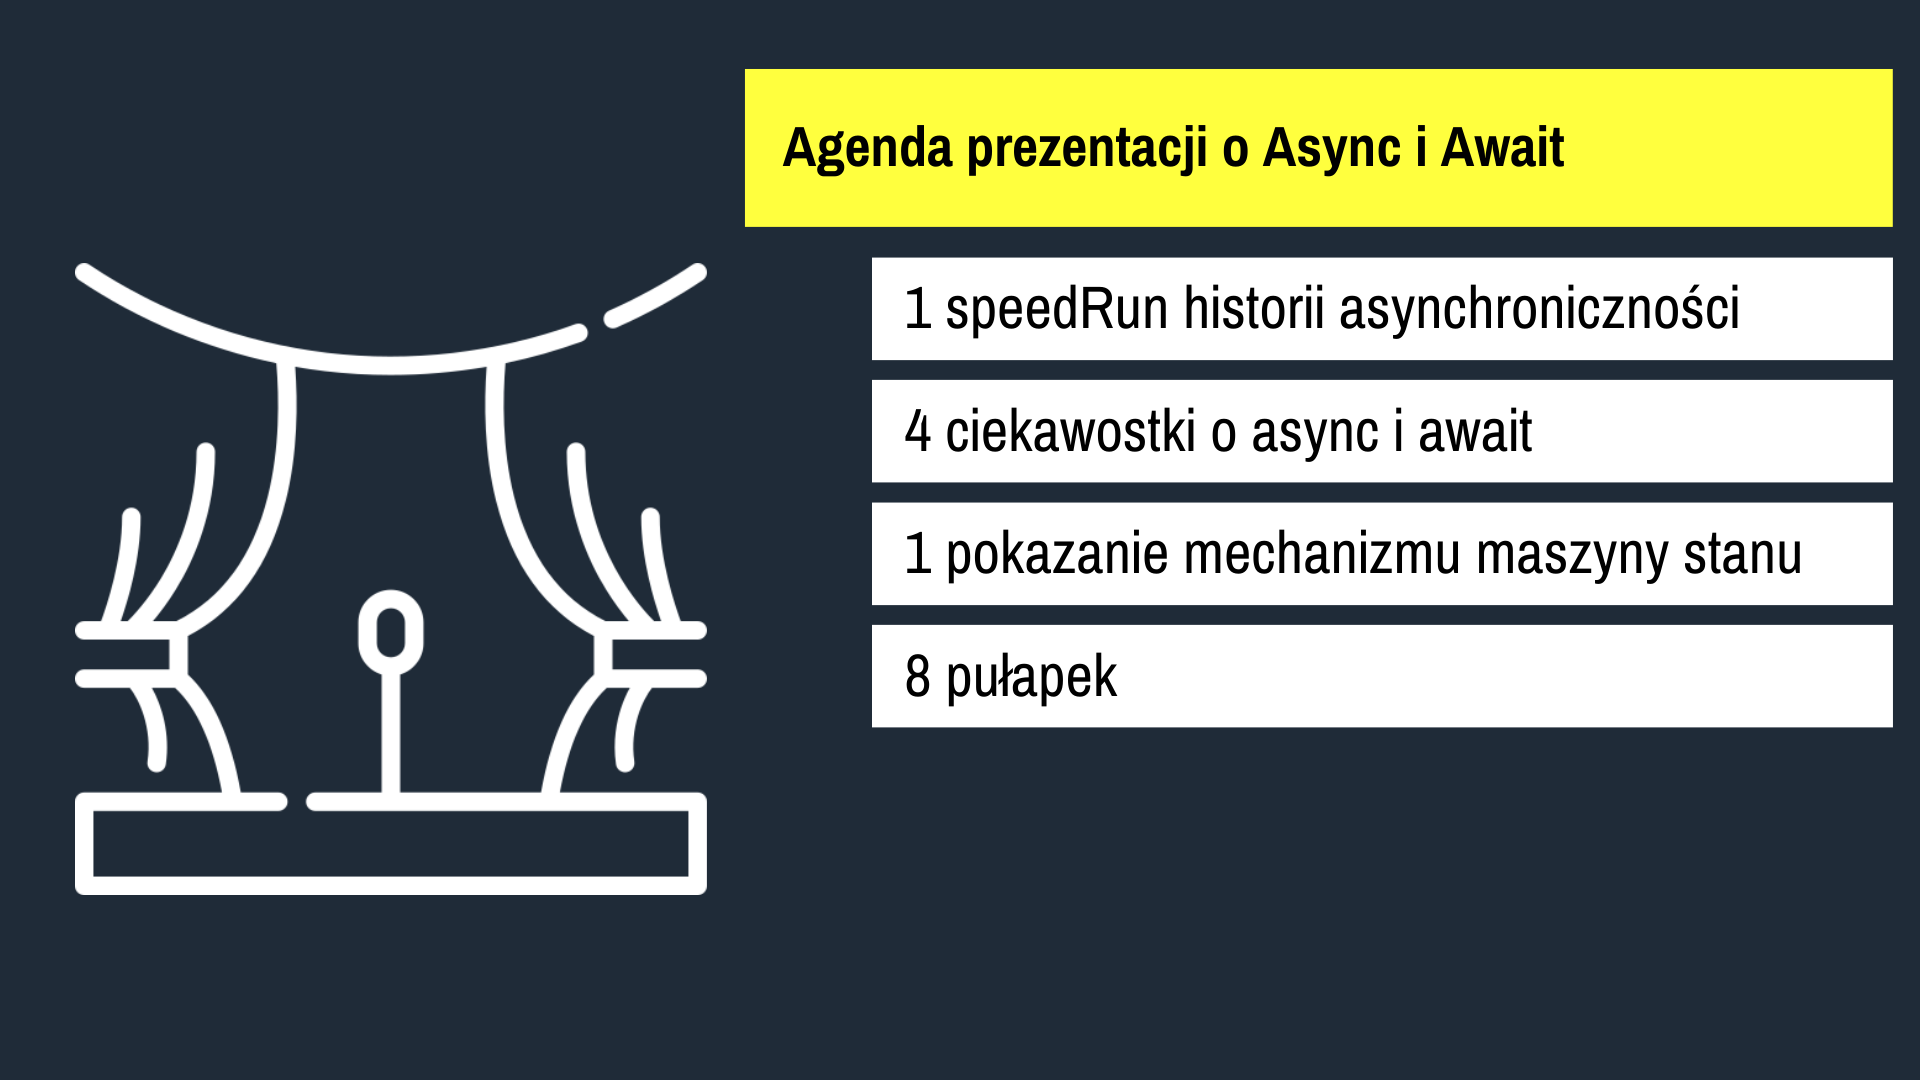 Agenda prezentacji o Async i Await
1 speedRun historii asynchroniczności
4 ciekawostki o async i await
1 pokazanie mechanizmu maszyny stanu
8 pułapek